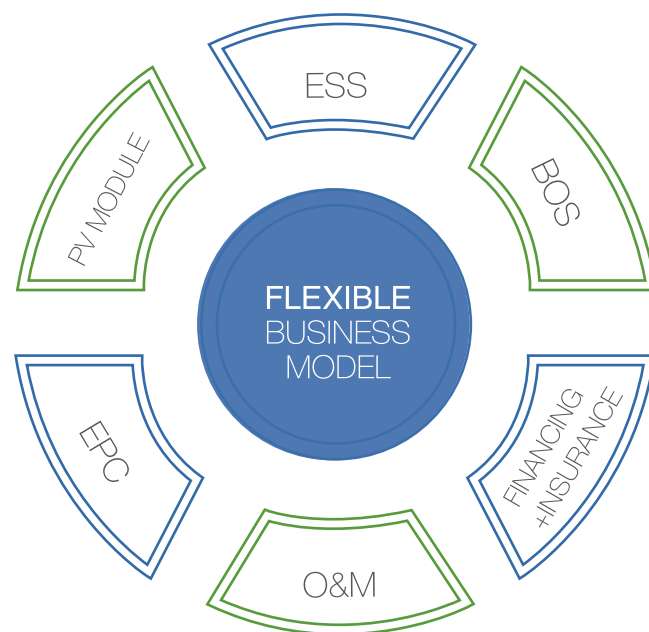 ESS
PV MODULE
BOS
FLEXIBLE
BUSINESS
MODEL
EPC
FINANCING
+INSURANCE
O&M